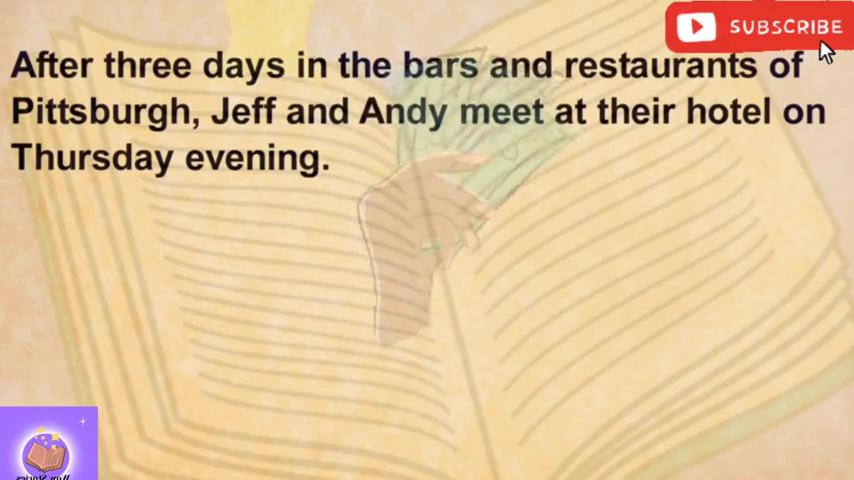 SUBSCRIBE
After three days in the bars and restaurants of
Pittsburgh, Jeff and Andy meet at their hotel on
Thursday evening.